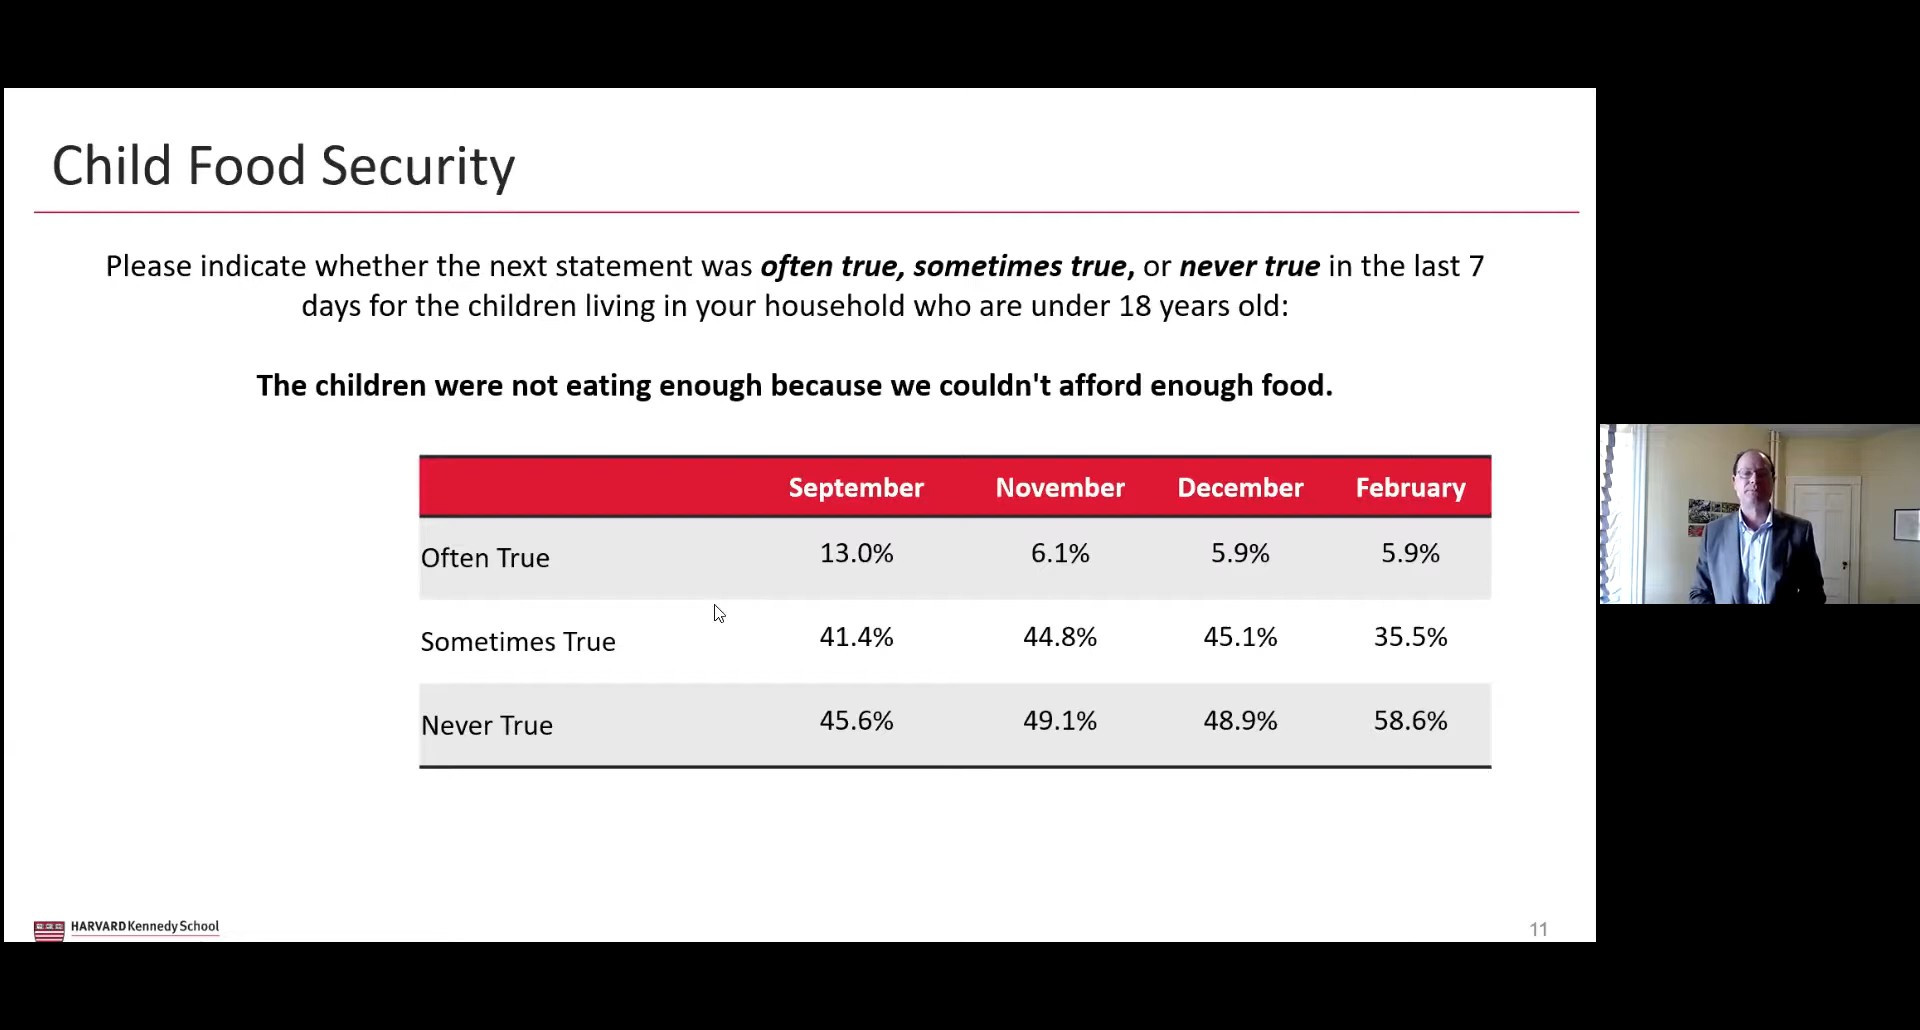 Child Food Security
Please indicate whether the next statement was often true, sometimes true, or never true in the last 7
days for the children living in your household who are under 18 years old:
The children were not eating enough because we couldn't afford enough food.
September November December February
Often True 13.0% 6.1% 5.9% 5.9%
Sometimes True 41.4% 44.8% 45.1% 35.5%
Never True 45.6% 49.1% 48.9% 58.6%
HARVARD Kennedy School
11